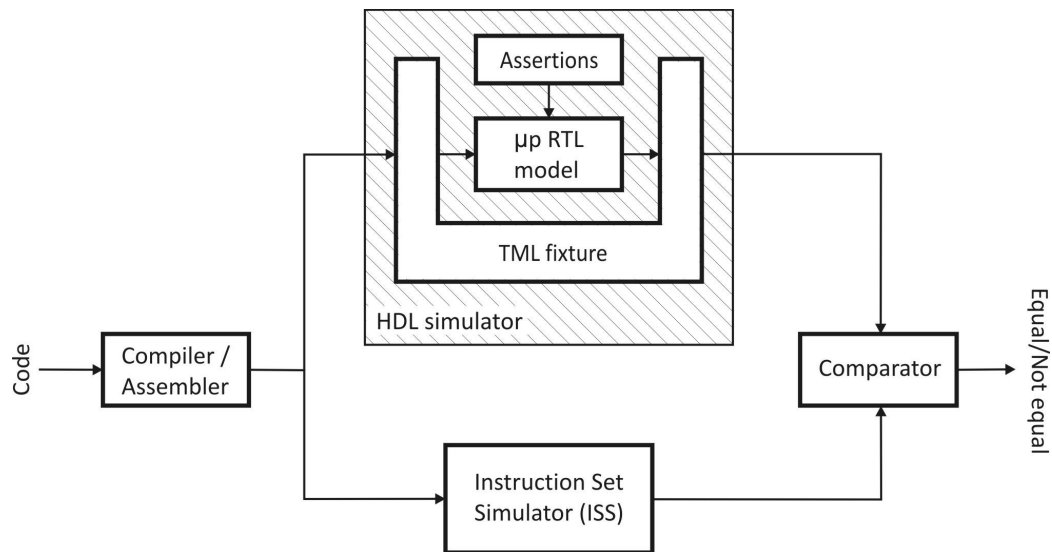 Assertions
μp RTL
model
TML fixture
HDL simulator
Code
Compiler /
Assembler
Comparator
Equal/Not equal
Instruction Set
Simulator (ISS)